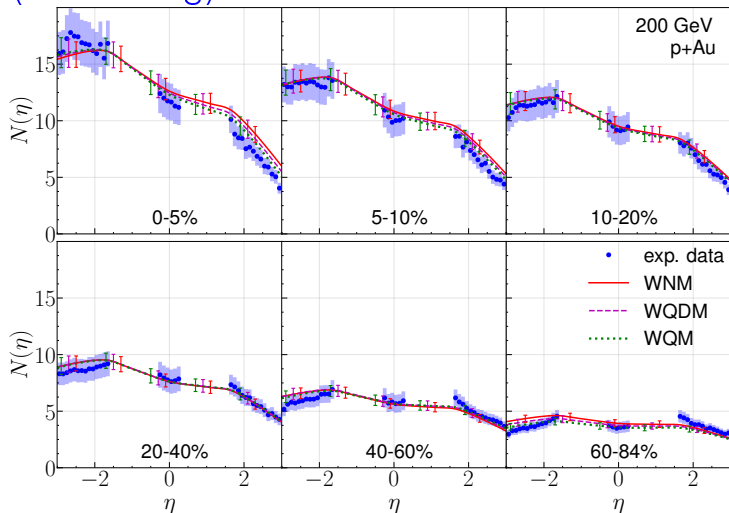 200 GeV
p+Au
N(η)
15
10
5
0
0-5%
5-10%
10-20%
N(η)
15
10
5
0
exp. data
WNM
WQDM
WQM
20-40%
40-60%
60-84%
−2 0 2
−2 0 2
−2 0 2
η
η
η